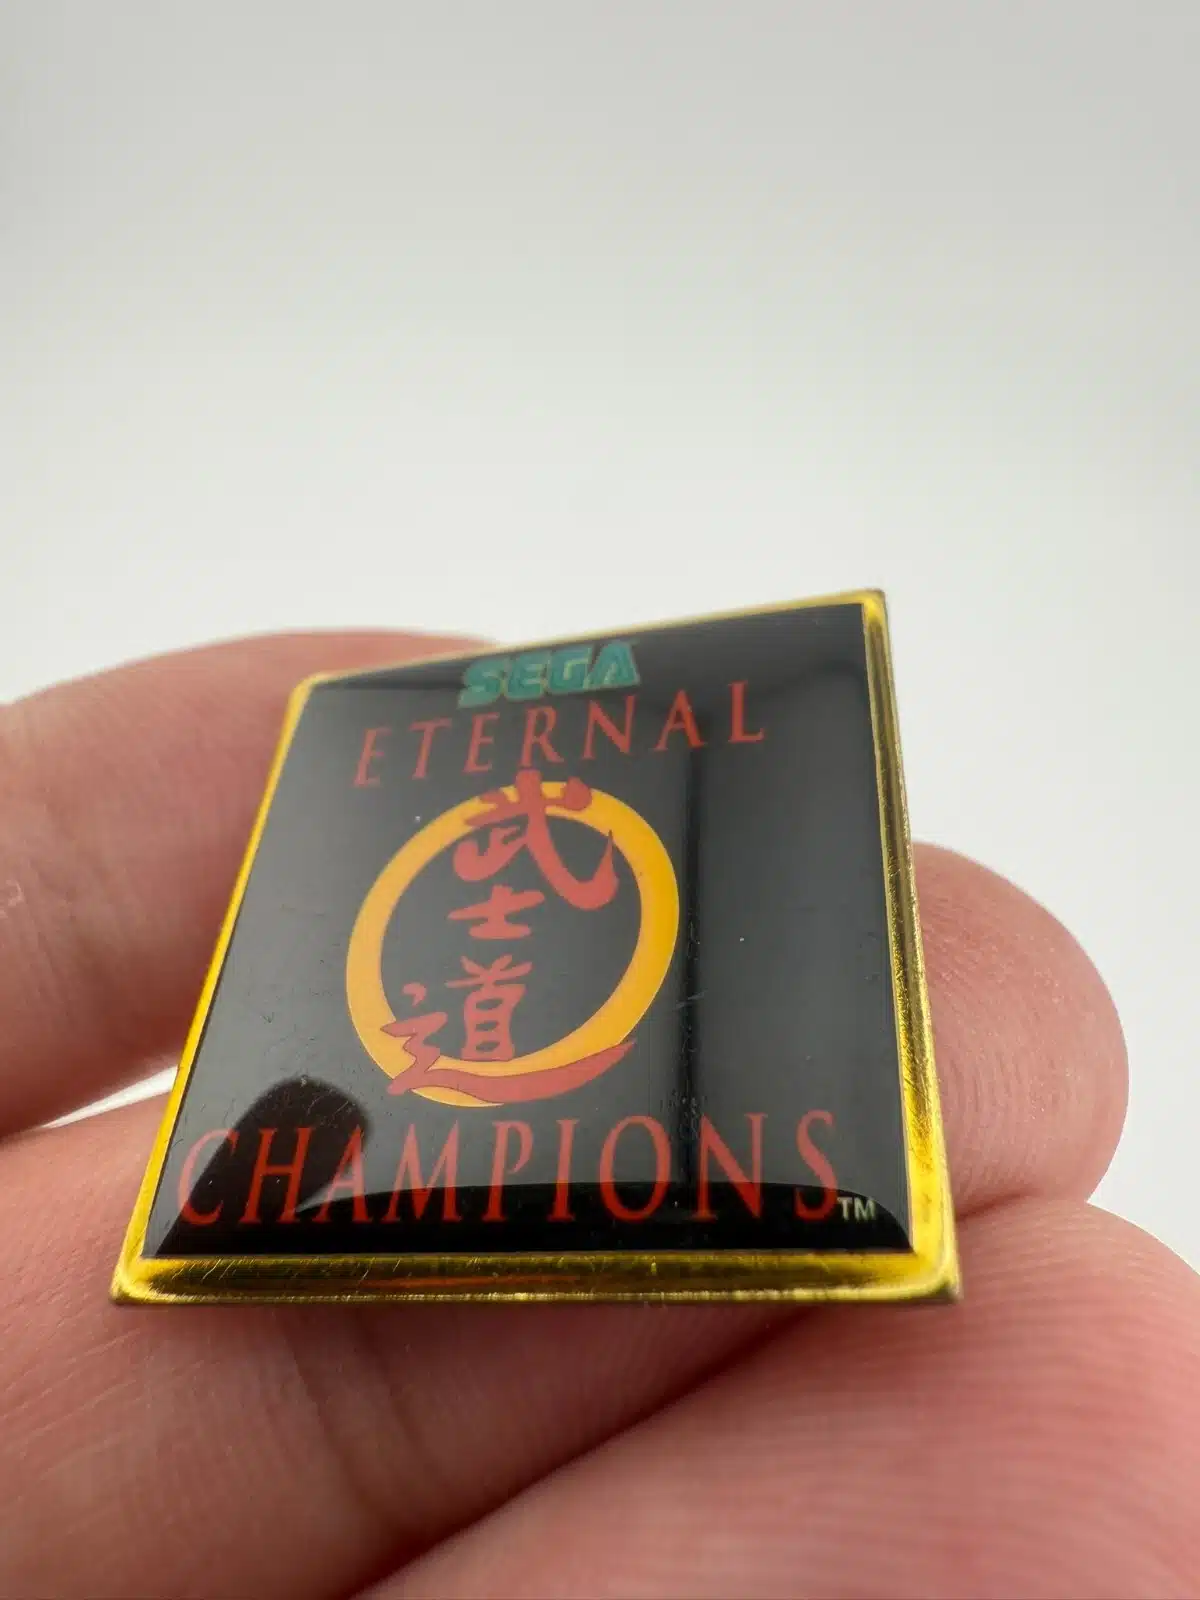 SEGA
ETERNAL
武
士
道
CHAMPIONS™